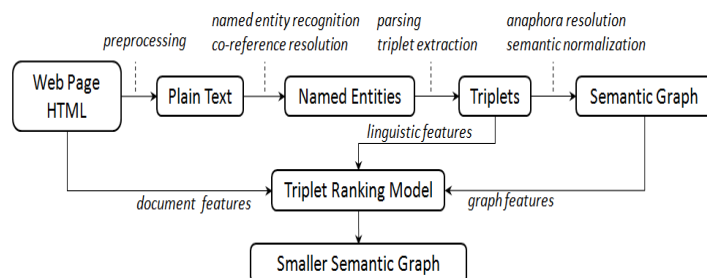 preprocessing
named entity recognition
co-reference resolution
parsing
triplet extraction
anaphora resolution
semantic normalization
Web Page
HTML
Plain Text
Named Entities
Triplets
Semantic Graph
linguistic features
Triplet Ranking Model
document features
graph features
Smaller Semantic Graph